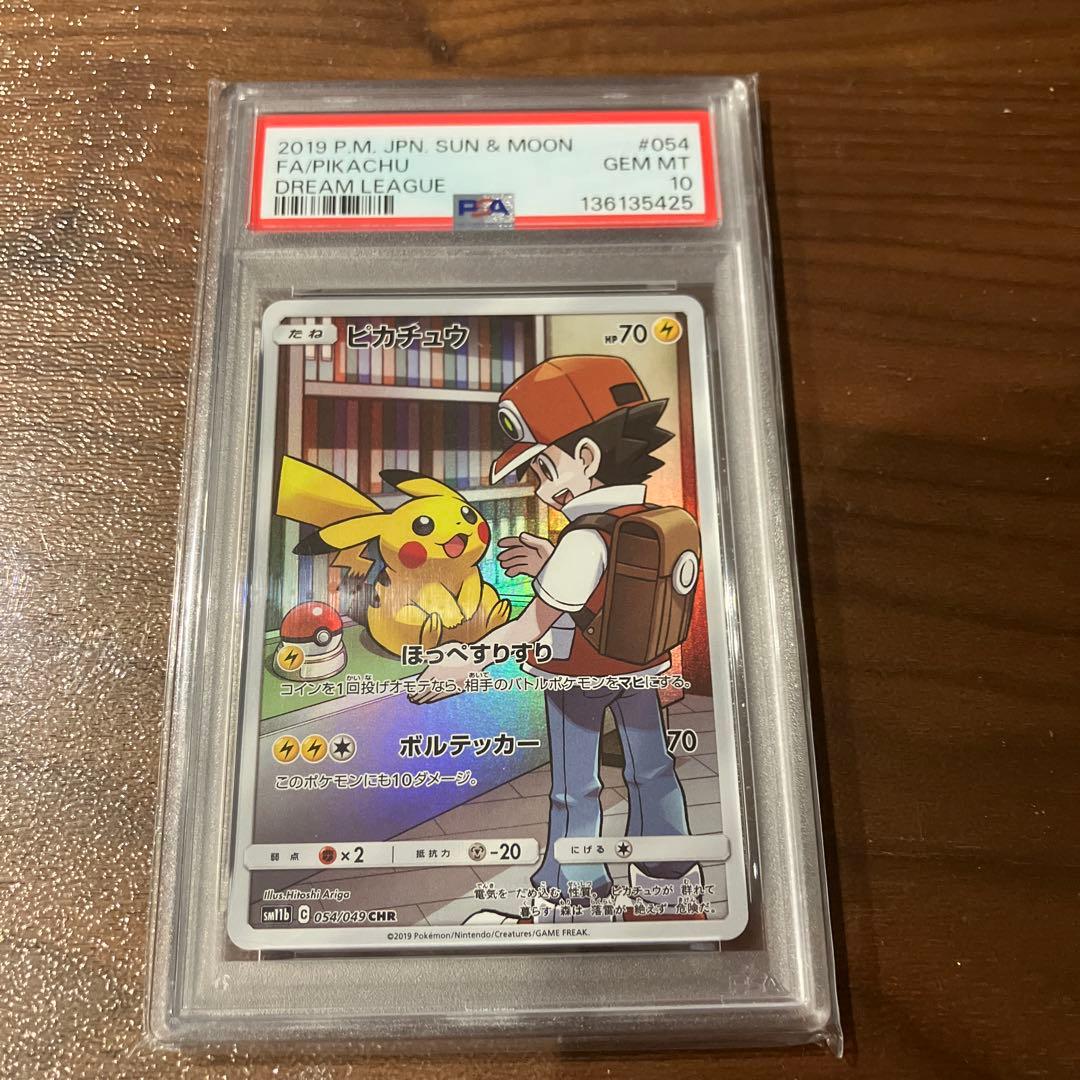 2019 P.M. JPN. SUN & MOON #054
FA/PIKACHU GEM MT
DREAM LEAGUE 10
PSA 136135425
たね ピカチュウ HP70
ほっぺすりすり
コインを1回投げオモテなら、相手のバトルポケモンをマヒにする。
ボルテッカー 70
このポケモンにも10ダメージ。
弱点 ×2 抵抗力 -20 にげる
Illus.Hitoshi Ariga
電気を ためこむ 性質。 ピカチュウが 群れて
暮らす 森は 落雷が 絶えず 危険だ。
sm11b C 054/049 CHR
©2019 Pokémon/Nintendo/Creatures/GAME FREAK.